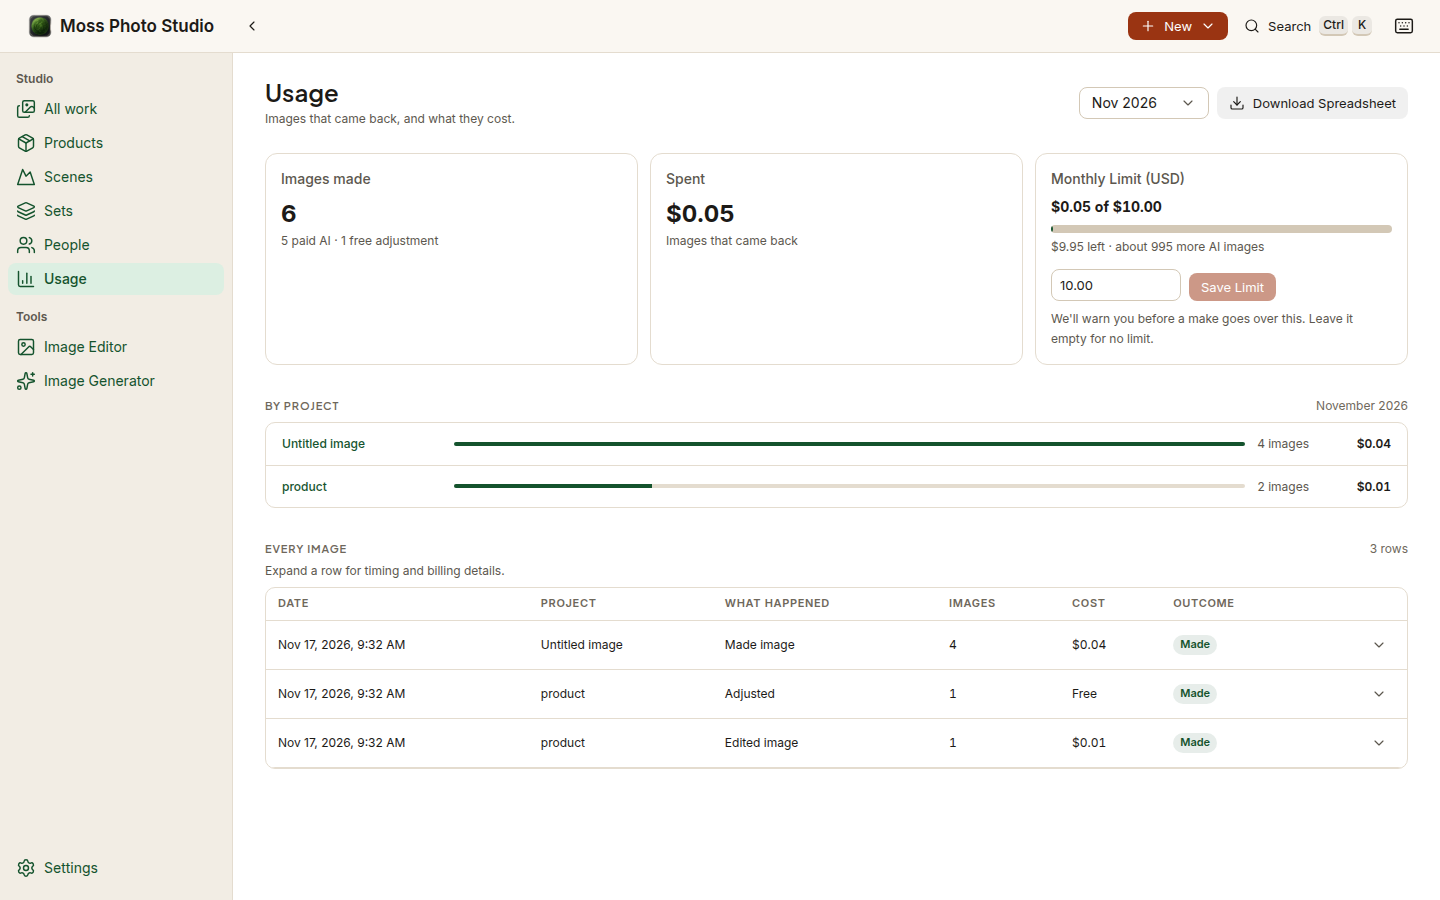 Moss Photo Studio
New
Search Ctrl K
Studio
All work
Products
Scenes
Sets
People
Usage
Tools
Image Editor
Image Generator
Settings
Usage
Images that came back, and what they cost.
Nov 2026
Download Spreadsheet
Images made
6
5 paid AI · 1 free adjustment
Spent
$0.05
Images that came back
Monthly Limit (USD)
$0.05 of $10.00
$9.95 left · about 995 more AI images
10.00
Save Limit
We'll warn you before a make goes over this. Leave it
empty for no limit.
BY PROJECT
November 2026
Untitled image 4 images $0.04
product 2 images $0.01
EVERY IMAGE
3 rows
Expand a row for timing and billing details.
DATE PROJECT WHAT HAPPENED IMAGES COST OUTCOME
Nov 17, 2026, 9:32 AM Untitled image Made image 4 $0.04 Made
Nov 17, 2026, 9:32 AM product Adjusted 1 Free Made
Nov 17, 2026, 9:32 AM product Edited image 1 $0.01 Made